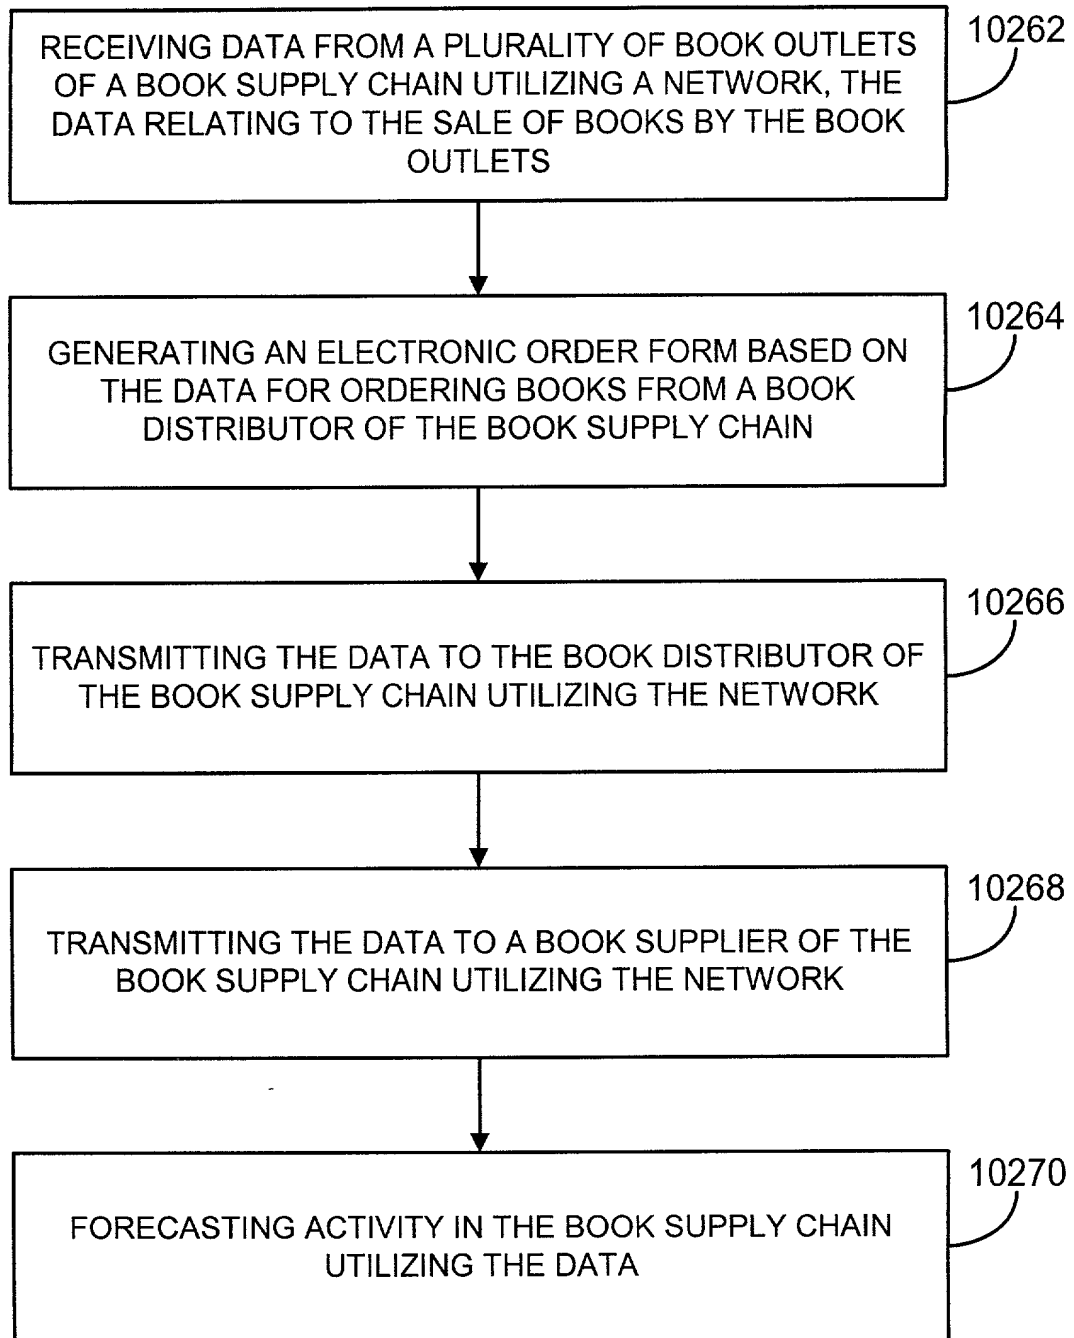 RECEIVING DATA FROM A PLURALITY OF BOOK OUTLETS
OF A BOOK SUPPLY CHAIN UTILIZING A NETWORK, THE
DATA RELATING TO THE SALE OF BOOKS BY THE BOOK
OUTLETS
10262
GENERATING AN ELECTRONIC ORDER FORM BASED ON
THE DATA FOR ORDERING BOOKS FROM A BOOK
DISTRIBUTOR OF THE BOOK SUPPLY CHAIN
10264
TRANSMITTING THE DATA TO THE BOOK DISTRIBUTOR OF
THE BOOK SUPPLY CHAIN UTILIZING THE NETWORK
10266
TRANSMITTING THE DATA TO A BOOK SUPPLIER OF THE
BOOK SUPPLY CHAIN UTILIZING THE NETWORK
10268
FORECASTING ACTIVITY IN THE BOOK SUPPLY CHAIN
UTILIZING THE DATA
10270